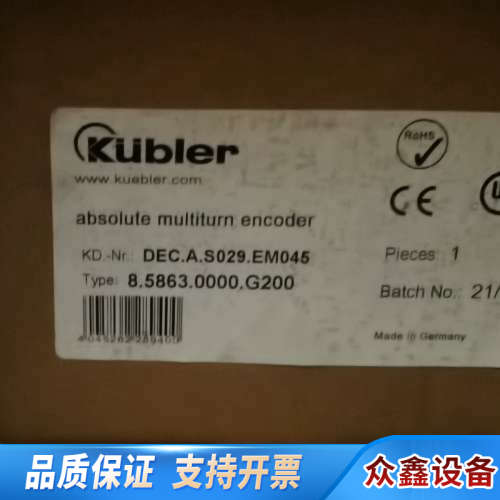 Kübler
www.kuebler.com
RoHS
CE
absolute multiturn encoder
KD.-Nr.: DEC.A.S029.EM045
Pieces: 1
Type: 8.5863.0000.G200
Batch No.: 21/
Made in Germany
品质保证 支持开票
众鑫设备